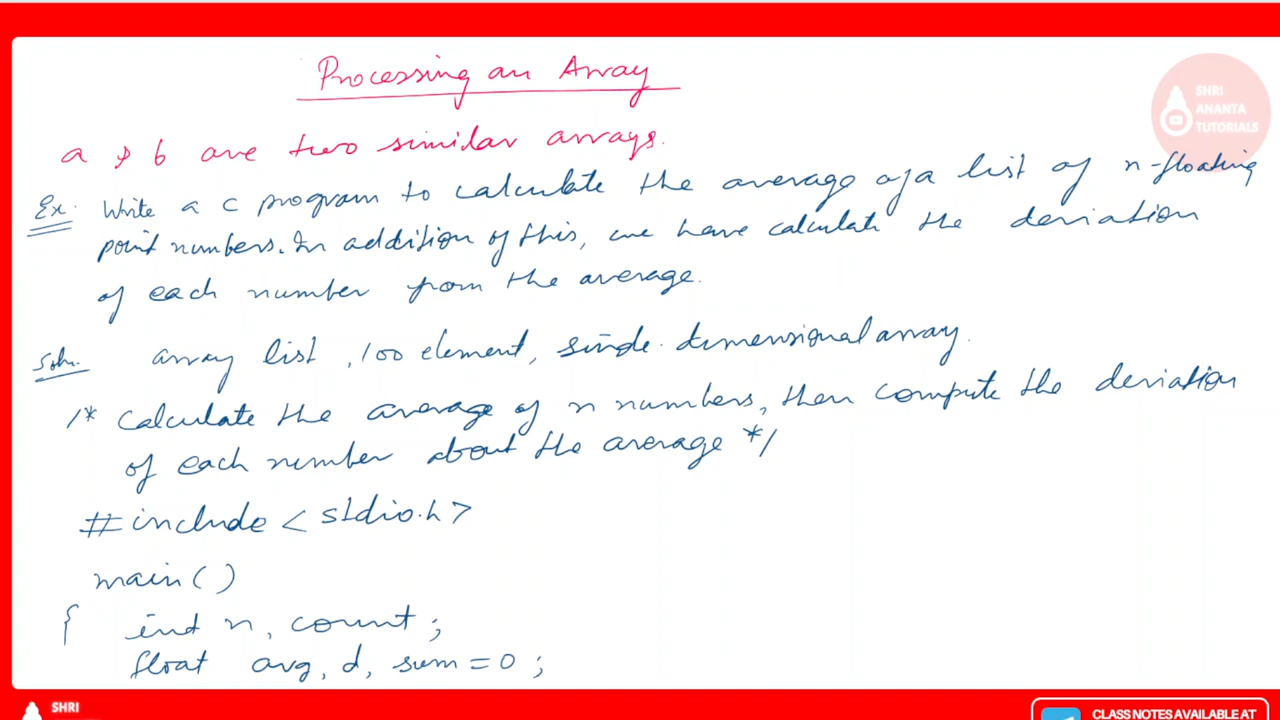 Processing an Array
SHRI
ANANTA
TUTORIALS
a & b are two similar arrays.
Ex. Write a c program to calculate the average of a list of n-floating
point numbers. In addition of this, we have calculate the deviation
of each number from the average.
Soln. array list, 100 element, single dimensional array.
/* Calculate the average of n numbers, then compute the deviation
of each number about the average */
#include <stdio.h>
main()
{ int n, count;
float avg, d, sum = 0;
SHRI
CLASS NOTES AVAILABLE AT